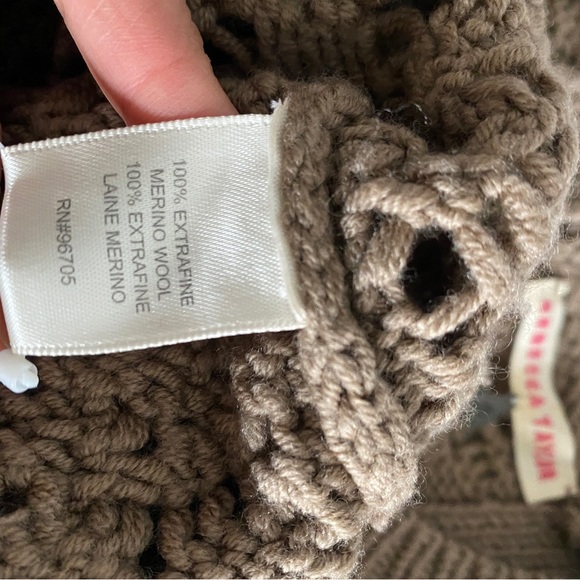 100% EXTRAFINE
MERINO WOOL
100% EXTRAFINE
LAINE MERINO
RN#96705
REBECCA TAYLOR